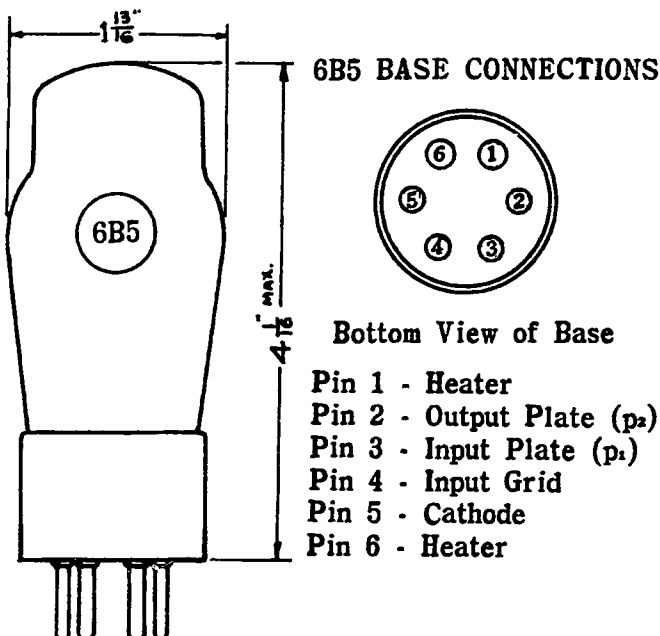 1 13/16"
6B5 BASE CONNECTIONS
6
1
5
2
4
3
6B5
4 1/16" MAX.
Bottom View of Base
Pin 1 - Heater
Pin 2 - Output Plate (p₂)
Pin 3 - Input Plate (p₁)
Pin 4 - Input Grid
Pin 5 - Cathode
Pin 6 - Heater